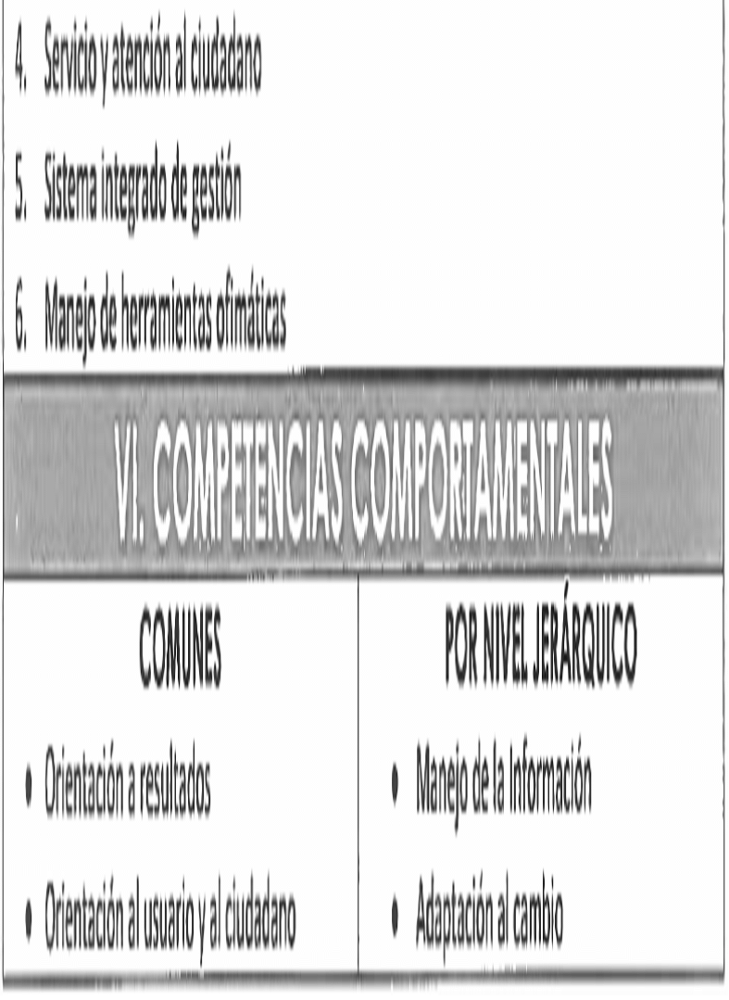 4. Servicio y atención al ciudadano
5. Sistema integrado de gestión
6. Manejo de herramientas ofimáticas
VI. COMPETENCIAS COMPORTAMENTALES
COMUNES
• Orientación a resultados
• Orientación al usuario y al ciudadano
POR NIVEL JERÁRQUICO
• Manejo de la Información
• Adaptación al cambio